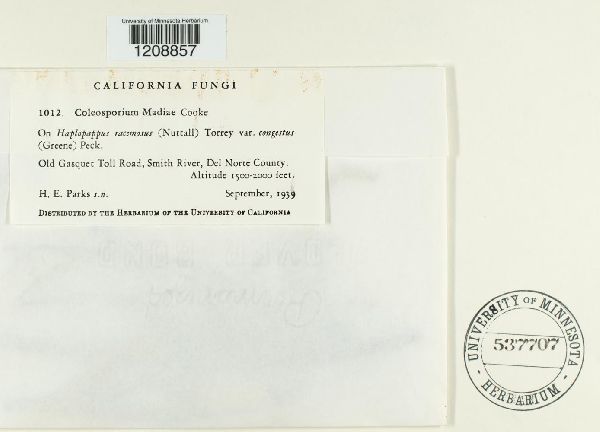 University of Minnesota Herbarium
1208857
CALIFORNIA FUNGI
1012. Coleosporium Madiae Cooke
On Haplopappus racemosus (Nuttall) Torrey var. congestus
(Greene) Peck.
Old Gasquet Toll Road, Smith River, Del Norte County.
Altitude 1500-2000 feet.
H. E. Parks s.n. September, 1939
DISTRIBUTED BY THE HERBARIUM OF THE UNIVERSITY OF CALIFORNIA
UNIVERSITY OF MINNESOTA
537707
- HERBARIUM -